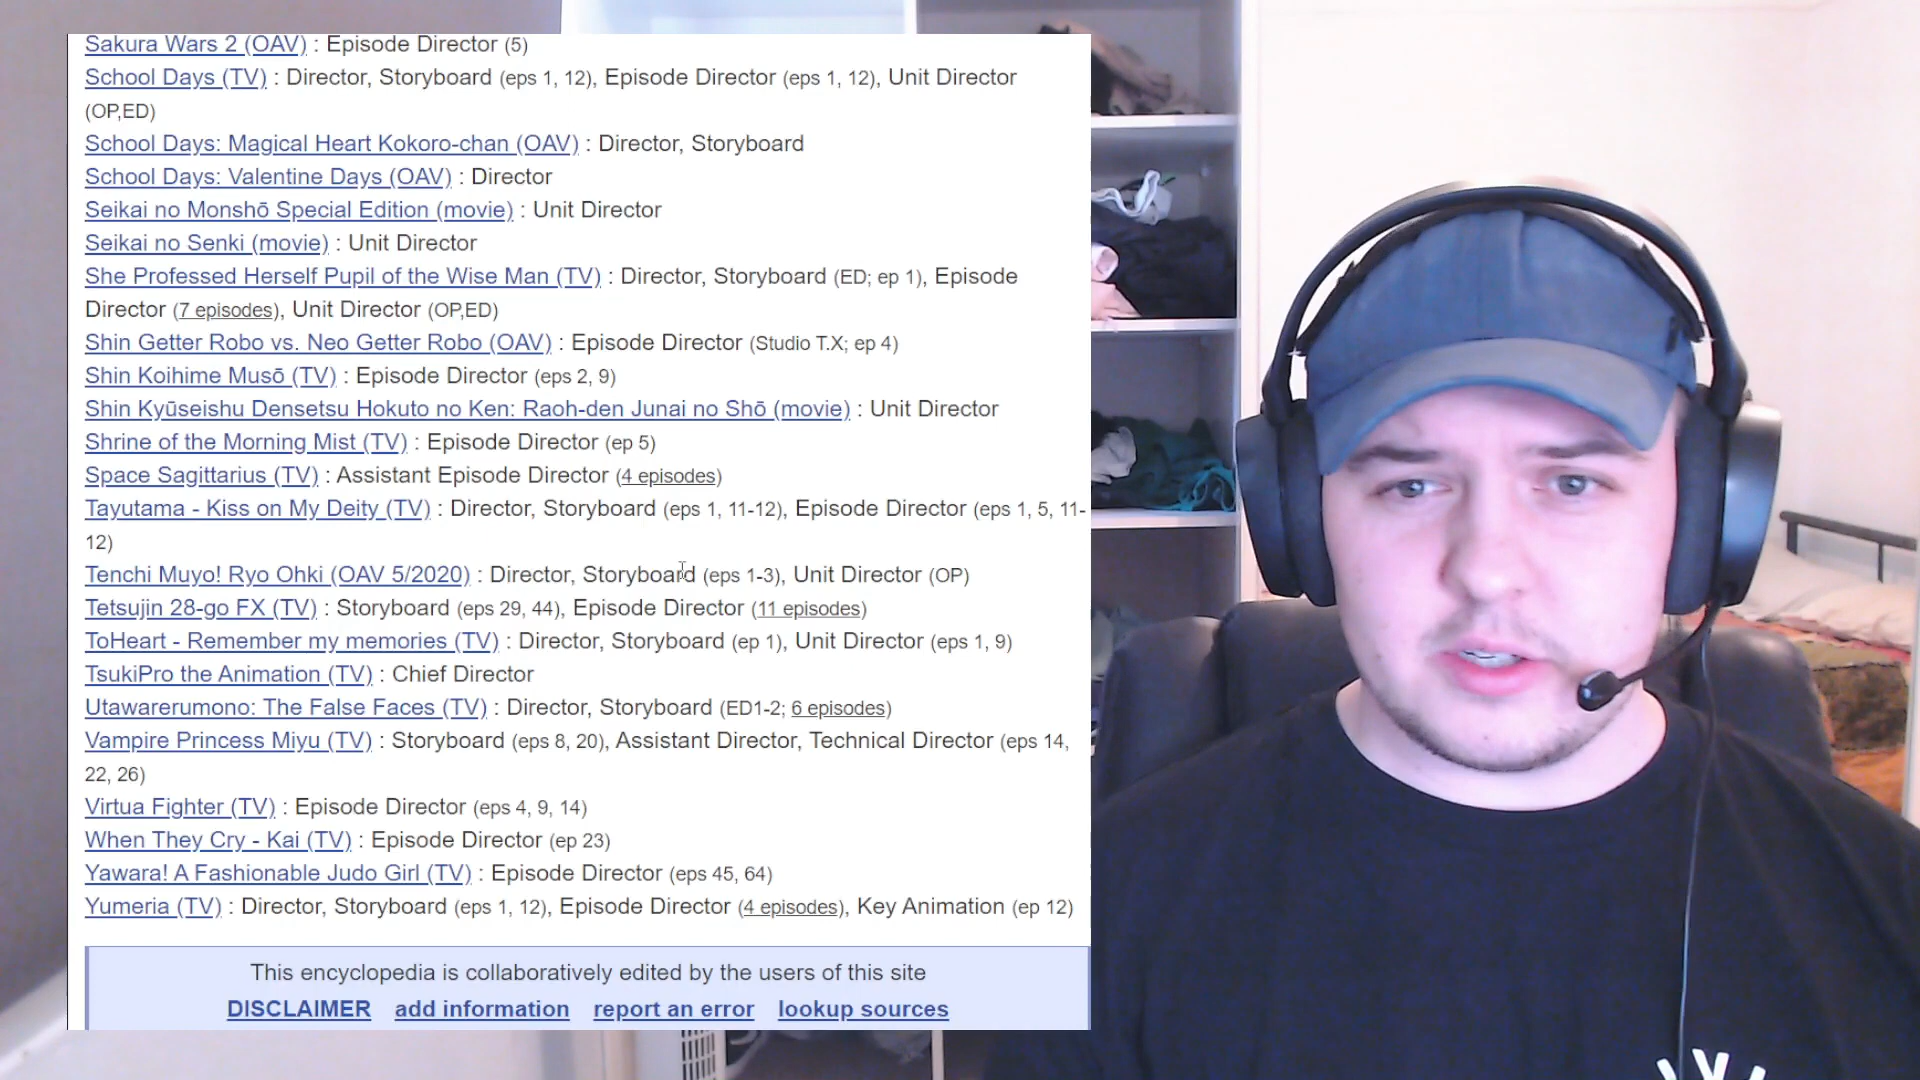 Sakura Wars 2 (OAV) : Episode Director (5)
School Days (TV) : Director, Storyboard (eps 1, 12), Episode Director (eps 1, 12), Unit Director
(OP,ED)
School Days: Magical Heart Kokoro-chan (OAV) : Director, Storyboard
School Days: Valentine Days (OAV) : Director
Seikai no Monshō Special Edition (movie) : Unit Director
Seikai no Senki (movie) : Unit Director
She Professed Herself Pupil of the Wise Man (TV) : Director, Storyboard (ED; ep 1), Episode
Director (7 episodes), Unit Director (OP,ED)
Shin Getter Robo vs. Neo Getter Robo (OAV) : Episode Director (Studio T.X; ep 4)
Shin Koihime Musō (TV) : Episode Director (eps 2, 9)
Shin Kyūseishu Densetsu Hokuto no Ken: Raoh-den Junai no Shō (movie) : Unit Director
Shrine of the Morning Mist (TV) : Episode Director (ep 5)
Space Sagittarius (TV) : Assistant Episode Director (4 episodes)
Tayutama - Kiss on My Deity (TV) : Director, Storyboard (eps 1, 11-12), Episode Director (eps 1, 5, 11-
12)
Tenchi Muyo! Ryo Ohki (OAV 5/2020) : Director, Storyboard (eps 1-3), Unit Director (OP)
Tetsujin 28-go FX (TV) : Storyboard (eps 29, 44), Episode Director (11 episodes)
ToHeart - Remember my memories (TV) : Director, Storyboard (ep 1), Unit Director (eps 1, 9)
TsukiPro the Animation (TV) : Chief Director
Utawarerumono: The False Faces (TV) : Director, Storyboard (ED1-2; 6 episodes)
Vampire Princess Miyu (TV) : Storyboard (eps 8, 20), Assistant Director, Technical Director (eps 14,
22, 26)
Virtua Fighter (TV) : Episode Director (eps 4, 9, 14)
When They Cry - Kai (TV) : Episode Director (ep 23)
Yawara! A Fashionable Judo Girl (TV) : Episode Director (eps 45, 64)
Yumeria (TV) : Director, Storyboard (eps 1, 12), Episode Director (4 episodes), Key Animation (ep 12)
This encyclopedia is collaboratively edited by the users of this site
DISCLAIMER add information report an error lookup sources